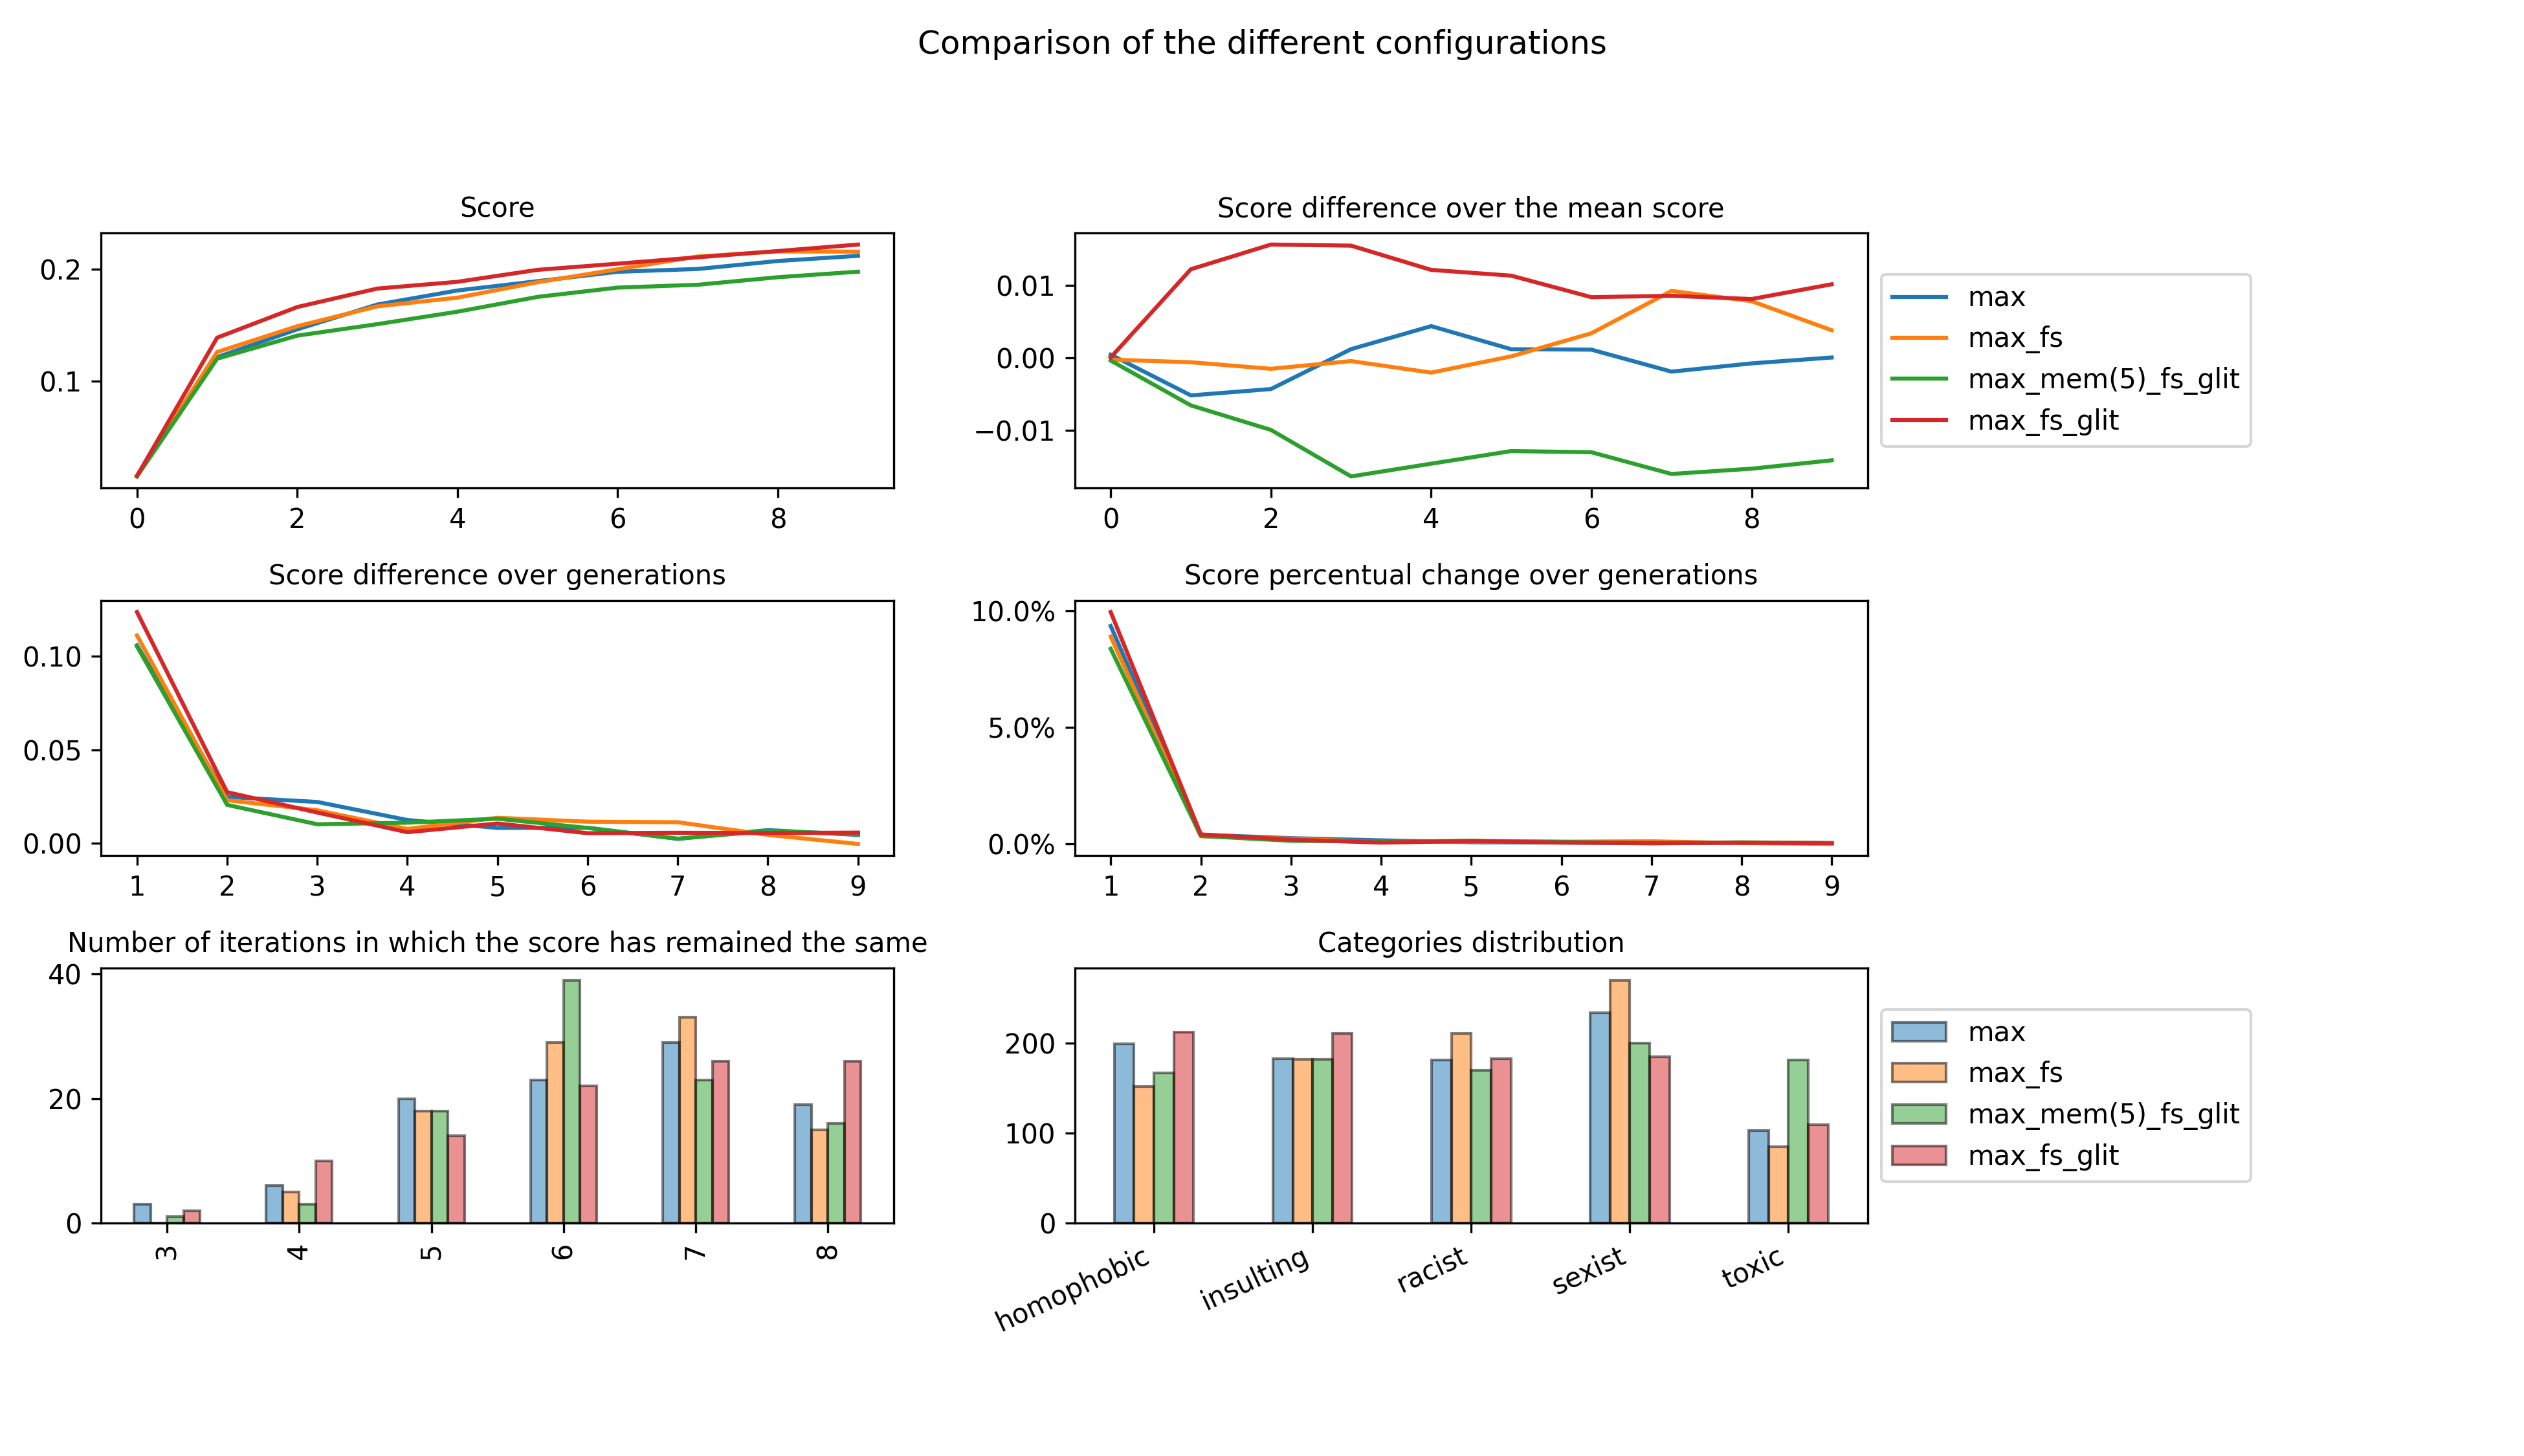 Comparison of the different configurations
Score
0.2
0.1
0 2 4 6 8
Score difference over the mean score
0.01
0.00
−0.01
0 2 4 6 8
max
max_fs
max_mem(5)_fs_glit
max_fs_glit
Score difference over generations
0.10
0.05
0.00
1 2 3 4 5 6 7 8 9
Score percentual change over generations
10.0%
5.0%
0.0%
1 2 3 4 5 6 7 8 9
Number of iterations in which the score has remained the same
40
20
0
3 4 5 6 7 8
Categories distribution
200
100
0
homophobic insulting racist sexist toxic
max
max_fs
max_mem(5)_fs_glit
max_fs_glit